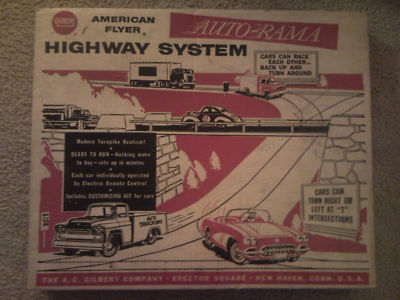 GILBERT
AMERICAN
FLYER
AUTO-RAMA
HIGHWAY SYSTEM
CARS CAN RACE
EACH OTHER...
BACK UP AND
TURN AROUND
Modern Turnpike Realism!
READY TO RUN - Nothing more
to buy - sets up in minutes
Each car individually operated
by Electric Remote Control
Includes CUSTOMIZING KIT for cars
ACE
TRUCKING
CARS CAN
TURN RIGHT OR
LEFT AT "T"
INTERSECTIONS
THE A.C. GILBERT COMPANY - ERECTOR SQUARE - NEW HAVEN, CONN. U.S.A.